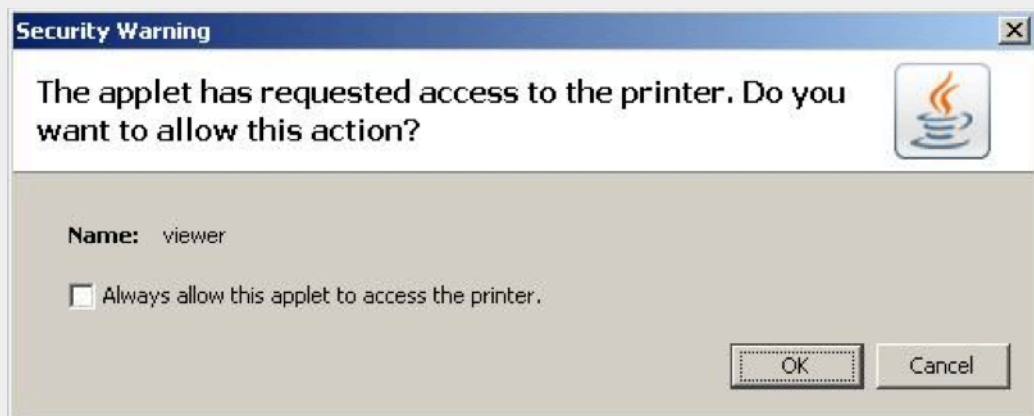 Security Warning
The applet has requested access to the printer. Do you
want to allow this action?
Name: viewer
Always allow this applet to access the printer.
OK Cancel